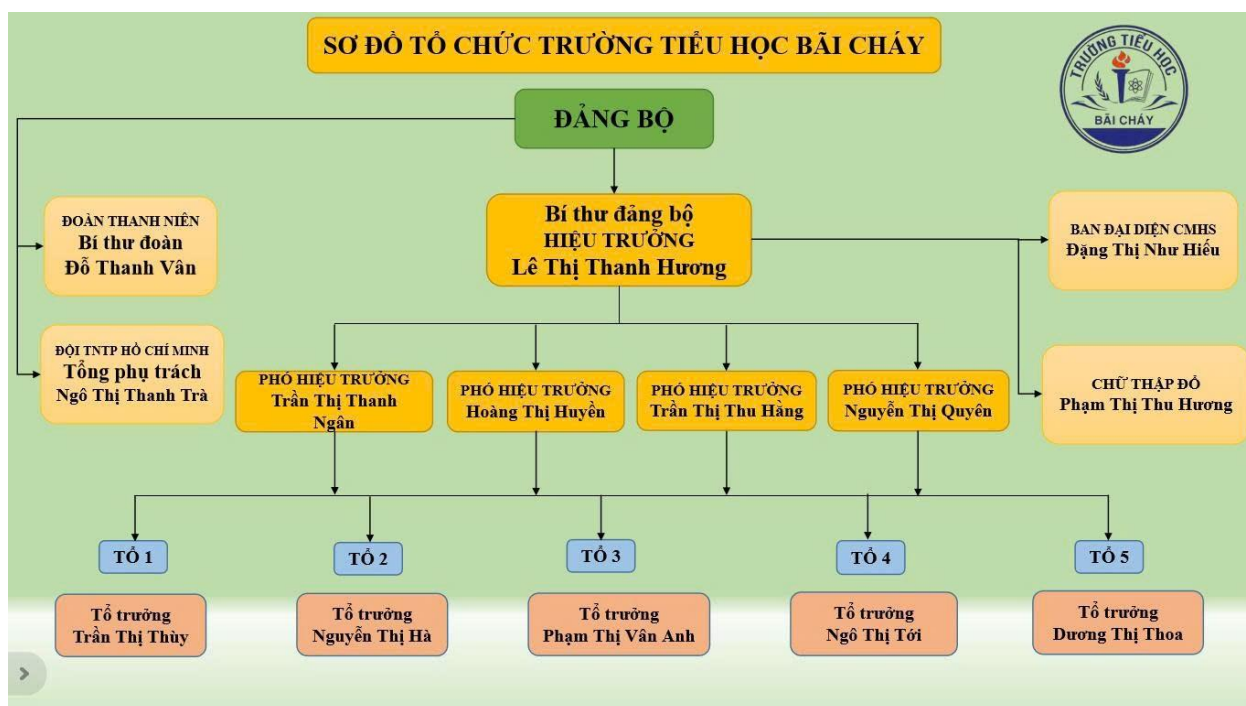 SƠ ĐỒ TỔ CHỨC TRƯỜNG TIỂU HỌC BÃI CHÁY
TRƯỜNG TIỂU HỌC
BÃI CHÁY
ĐẢNG BỘ
ĐOÀN THANH NIÊN
Bí thư đoàn
Đỗ Thanh Vân
Bí thư đảng bộ
HIỆU TRƯỞNG
Lê Thị Thanh Hương
BAN ĐẠI DIỆN CMHS
Đặng Thị Như Hiếu
ĐỘI TNTP HỒ CHÍ MINH
Tổng phụ trách
Ngô Thị Thanh Trà
PHÓ HIỆU TRƯỞNG
Trần Thị Thanh
Ngân
PHÓ HIỆU TRƯỞNG
Hoàng Thị Huyền
PHÓ HIỆU TRƯỞNG
Trần Thị Thu Hằng
PHÓ HIỆU TRƯỞNG
Nguyễn Thị Quyên
CHỮ THẬP ĐỎ
Phạm Thị Thu Hương
TỔ 1
TỔ 2
TỔ 3
TỔ 4
TỔ 5
Tổ trưởng
Trần Thị Thùy
Tổ trưởng
Nguyễn Thị Hà
Tổ trưởng
Phạm Thị Vân Anh
Tổ trưởng
Ngô Thị Tới
Tổ trưởng
Dương Thị Thoa